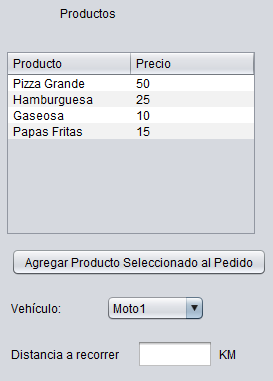 Productos
Producto Precio
Pizza Grande 50
Hamburguesa 25
Gaseosa 10
Papas Fritas 15
Agregar Producto Seleccionado al Pedido
Vehículo: Moto1
Distancia a recorrer KM